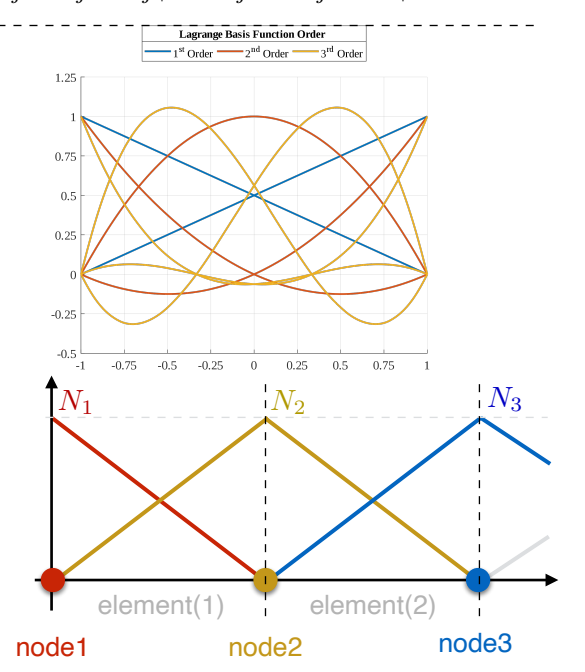 Lagrange Basis Function Order
1st Order 2nd Order 3rd Order
1.25
1
0.75
0.5
0.25
0
-0.25
-0.5
-1 -0.75 -0.5 -0.25 0 0.25 0.5 0.75 1
N1 N2 N3
element(1) element(2)
node1 node2 node3